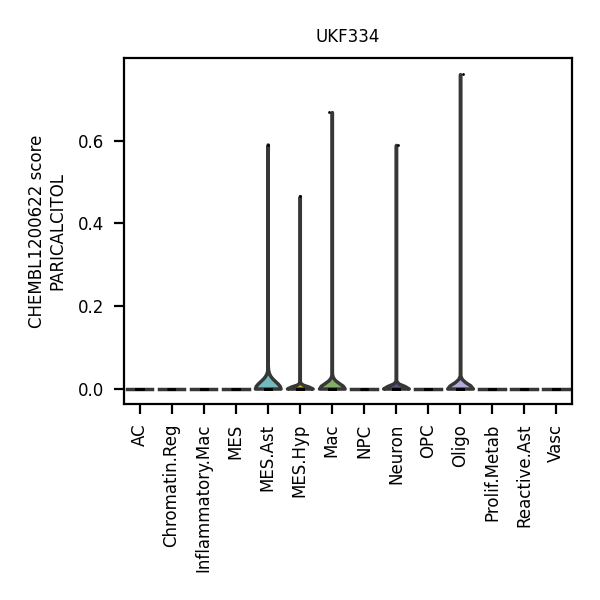 UKF334
CHEMBL1200622 score
PARICALCITOL
0.6
0.4
0.2
0.0
AC
Chromatin.Reg
Inflammatory.Mac
MES
MES.Ast
MES.Hyp
Mac
NPC
Neuron
OPC
Oligo
Prolif.Metab
Reactive.Ast
Vasc